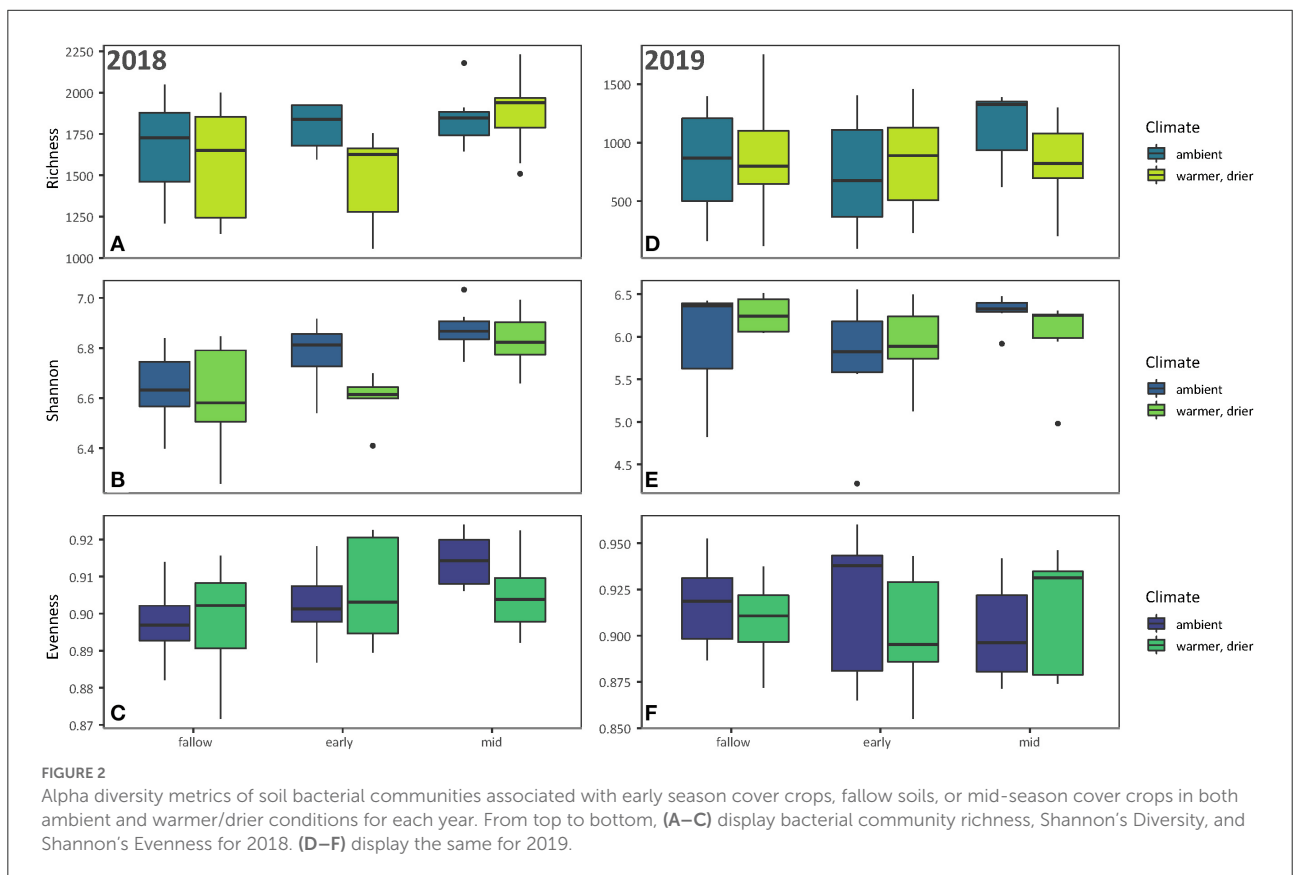 2018
2250
2000
1750
1500
1250
1000
Richness
A
2019
1500
1000
500
D
Climate
ambient
warmer, drier
7.0
6.8
6.6
6.4
Shannon
B
6.5
6.0
5.5
5.0
4.5
E
Climate
ambient
warmer, drier
0.92
0.91
0.90
0.89
0.88
0.87
Evenness
C
fallow
early
mid
0.950
0.925
0.900
0.875
0.850
F
fallow
early
mid
Climate
ambient
warmer, drier
FIGURE 2
Alpha diversity metrics of soil bacterial communities associated with early season cover crops, fallow soils, or mid-season cover crops in both
ambient and warmer/drier conditions for each year. From top to bottom, (A–C) display bacterial community richness, Shannon's Diversity, and
Shannon's Evenness for 2018. (D–F) display the same for 2019.